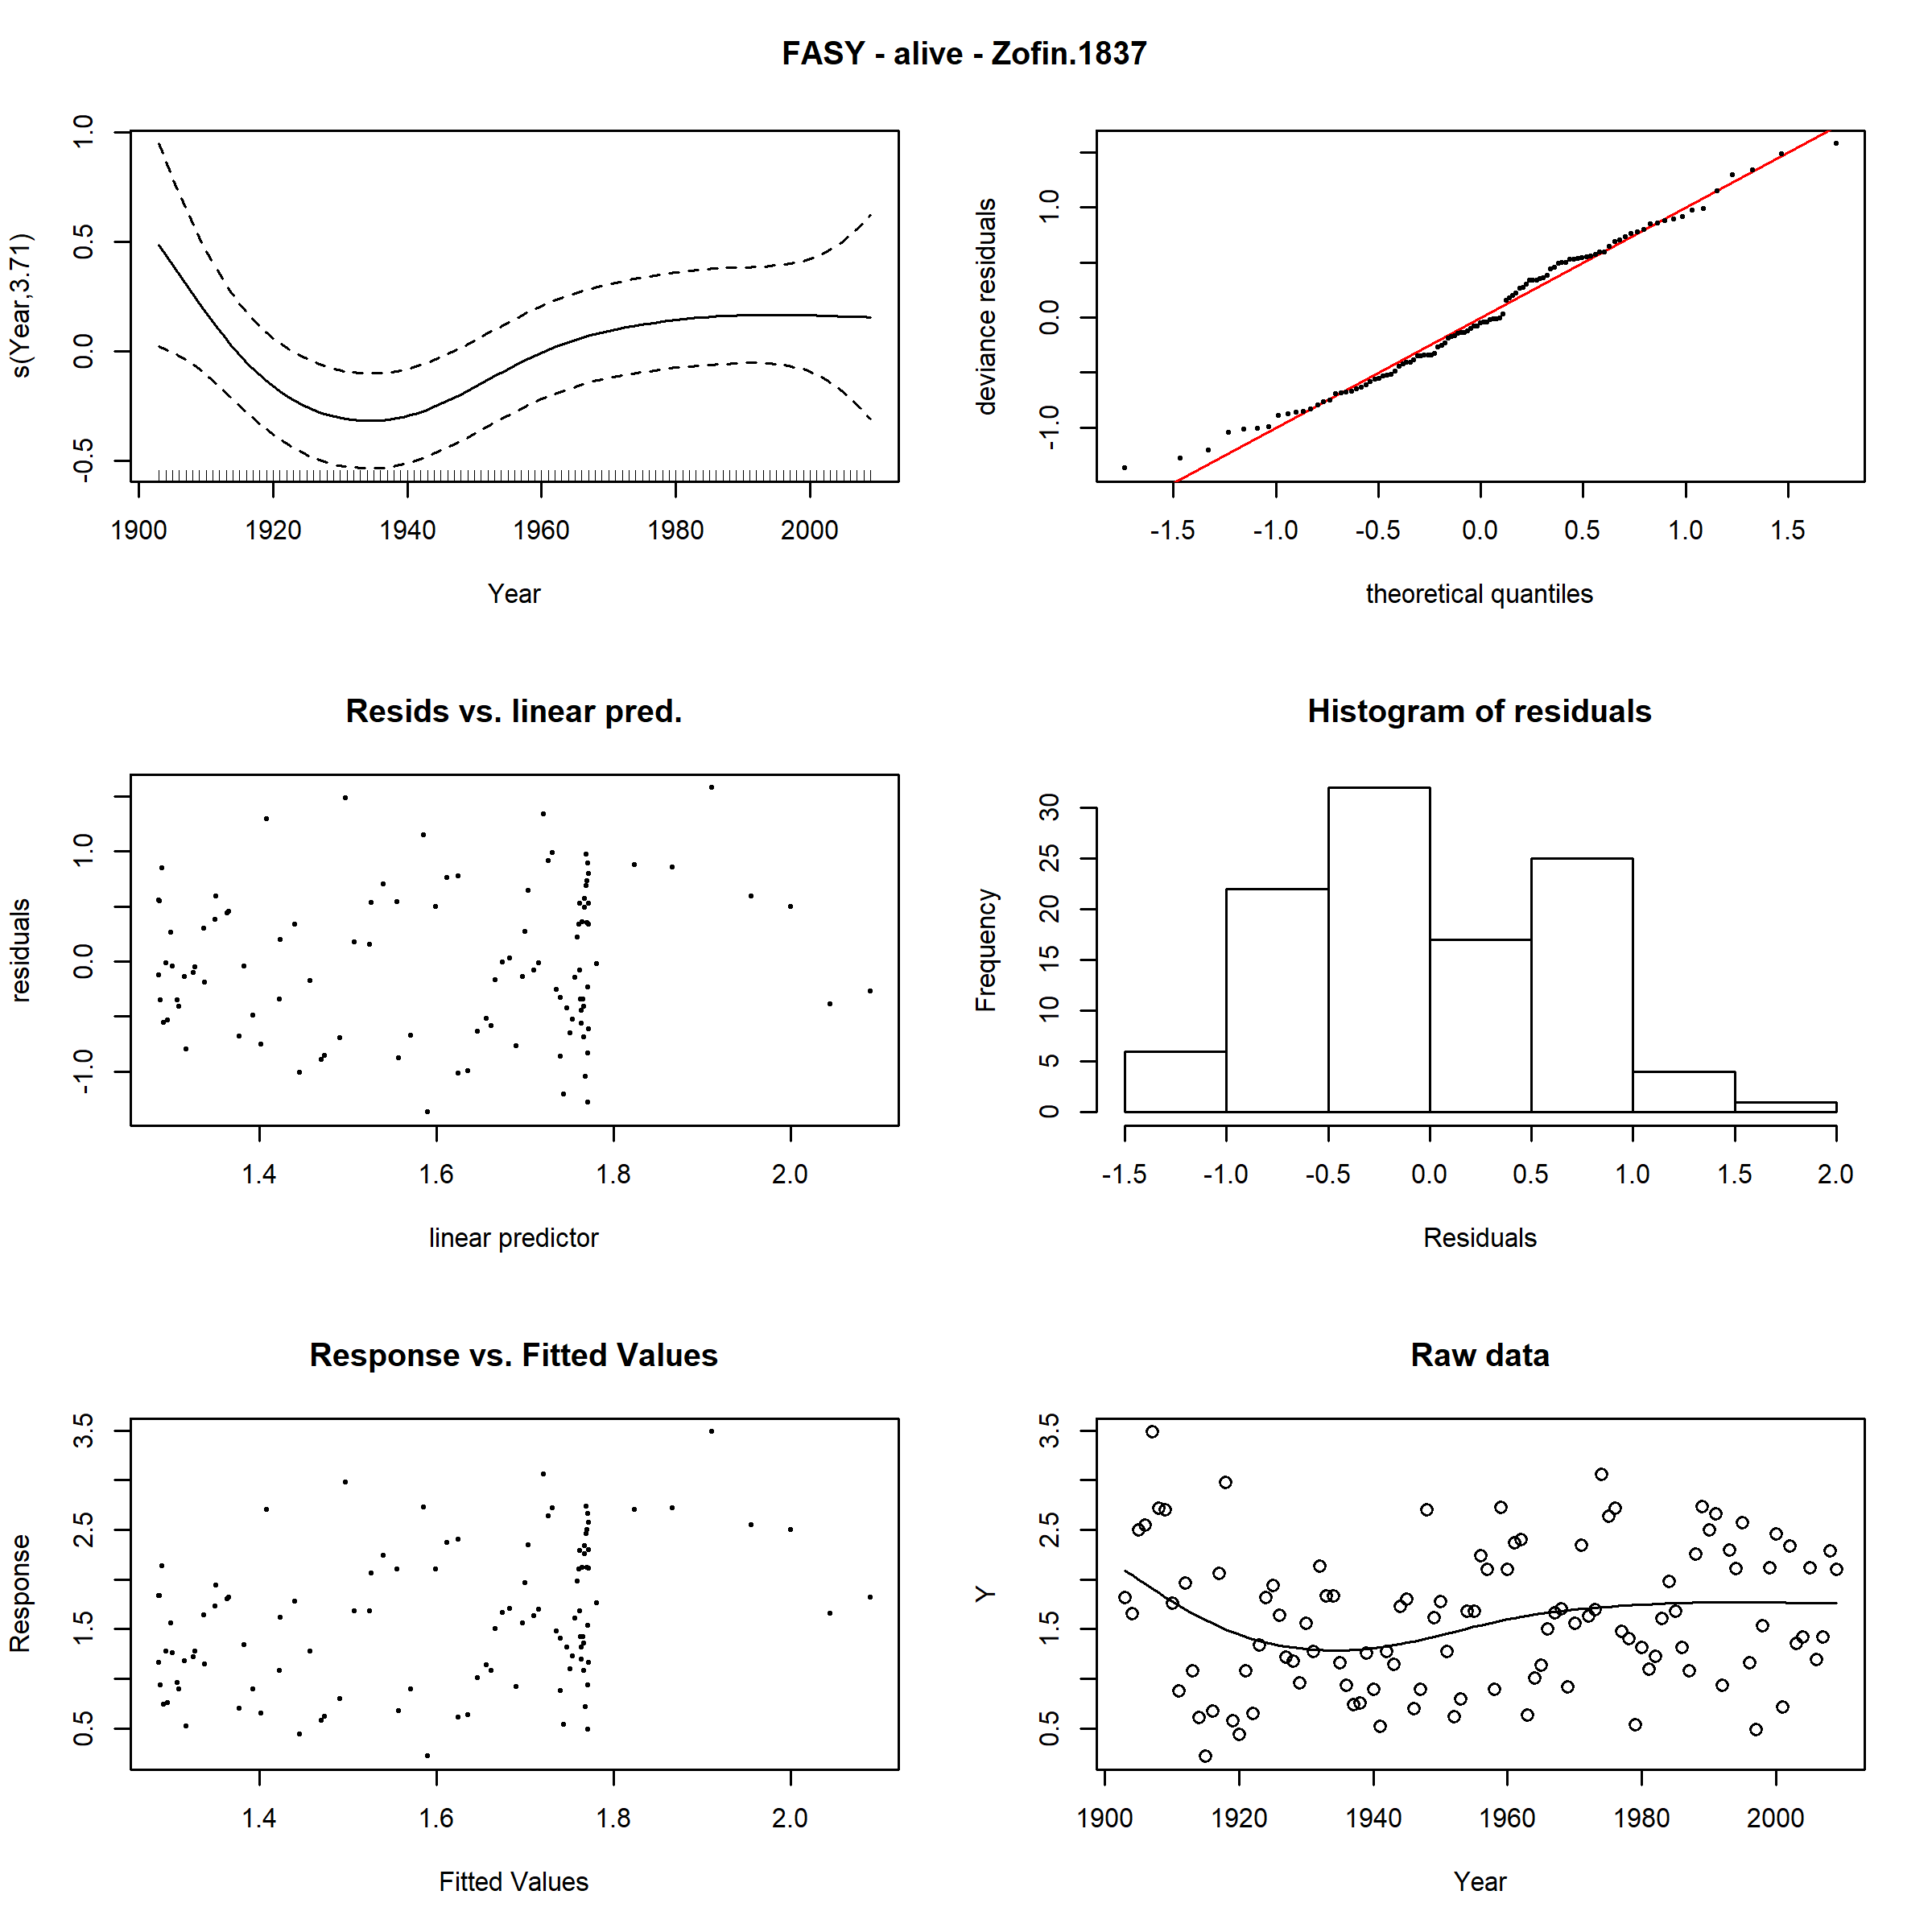 FASY - alive - Zofin.1837
s(Year,3.71)
1.0
0.5
0.0
-0.5
1900 1920 1940 1960 1980 2000
Year
deviance residuals
1.0
0.0
-1.0
-1.5 -1.0 -0.5 0.0 0.5 1.0 1.5
theoretical quantiles
Resids vs. linear pred.
residuals
1.0
0.0
-1.0
1.4 1.6 1.8 2.0
linear predictor
Histogram of residuals
Frequency
30
25
20
15
10
5
0
-1.5 -1.0 -0.5 0.0 0.5 1.0 1.5 2.0
Residuals
Response vs. Fitted Values
Response
3.5
2.5
1.5
0.5
1.4 1.6 1.8 2.0
Fitted Values
Raw data
Y
3.5
2.5
1.5
0.5
1900 1920 1940 1960 1980 2000
Year